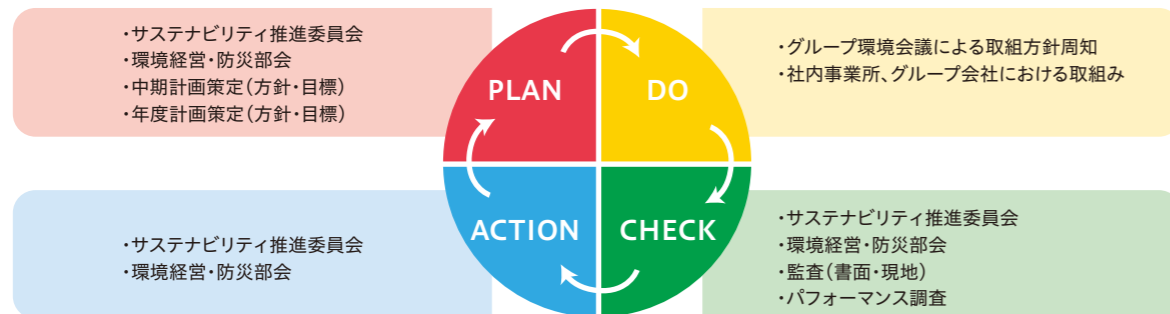 ・サステナビリティ推進委員会
・環境経営・防災部会
・中期計画策定(方針・目標)
・年度計画策定(方針・目標)
PLAN
DO
・グループ環境会議による取組方針周知
・社内事業所、グループ会社における取組み
・サステナビリティ推進委員会
・環境経営・防災部会
ACTION
CHECK
・サステナビリティ推進委員会
・環境経営・防災部会
・監査(書面・現地)
・パフォーマンス調査